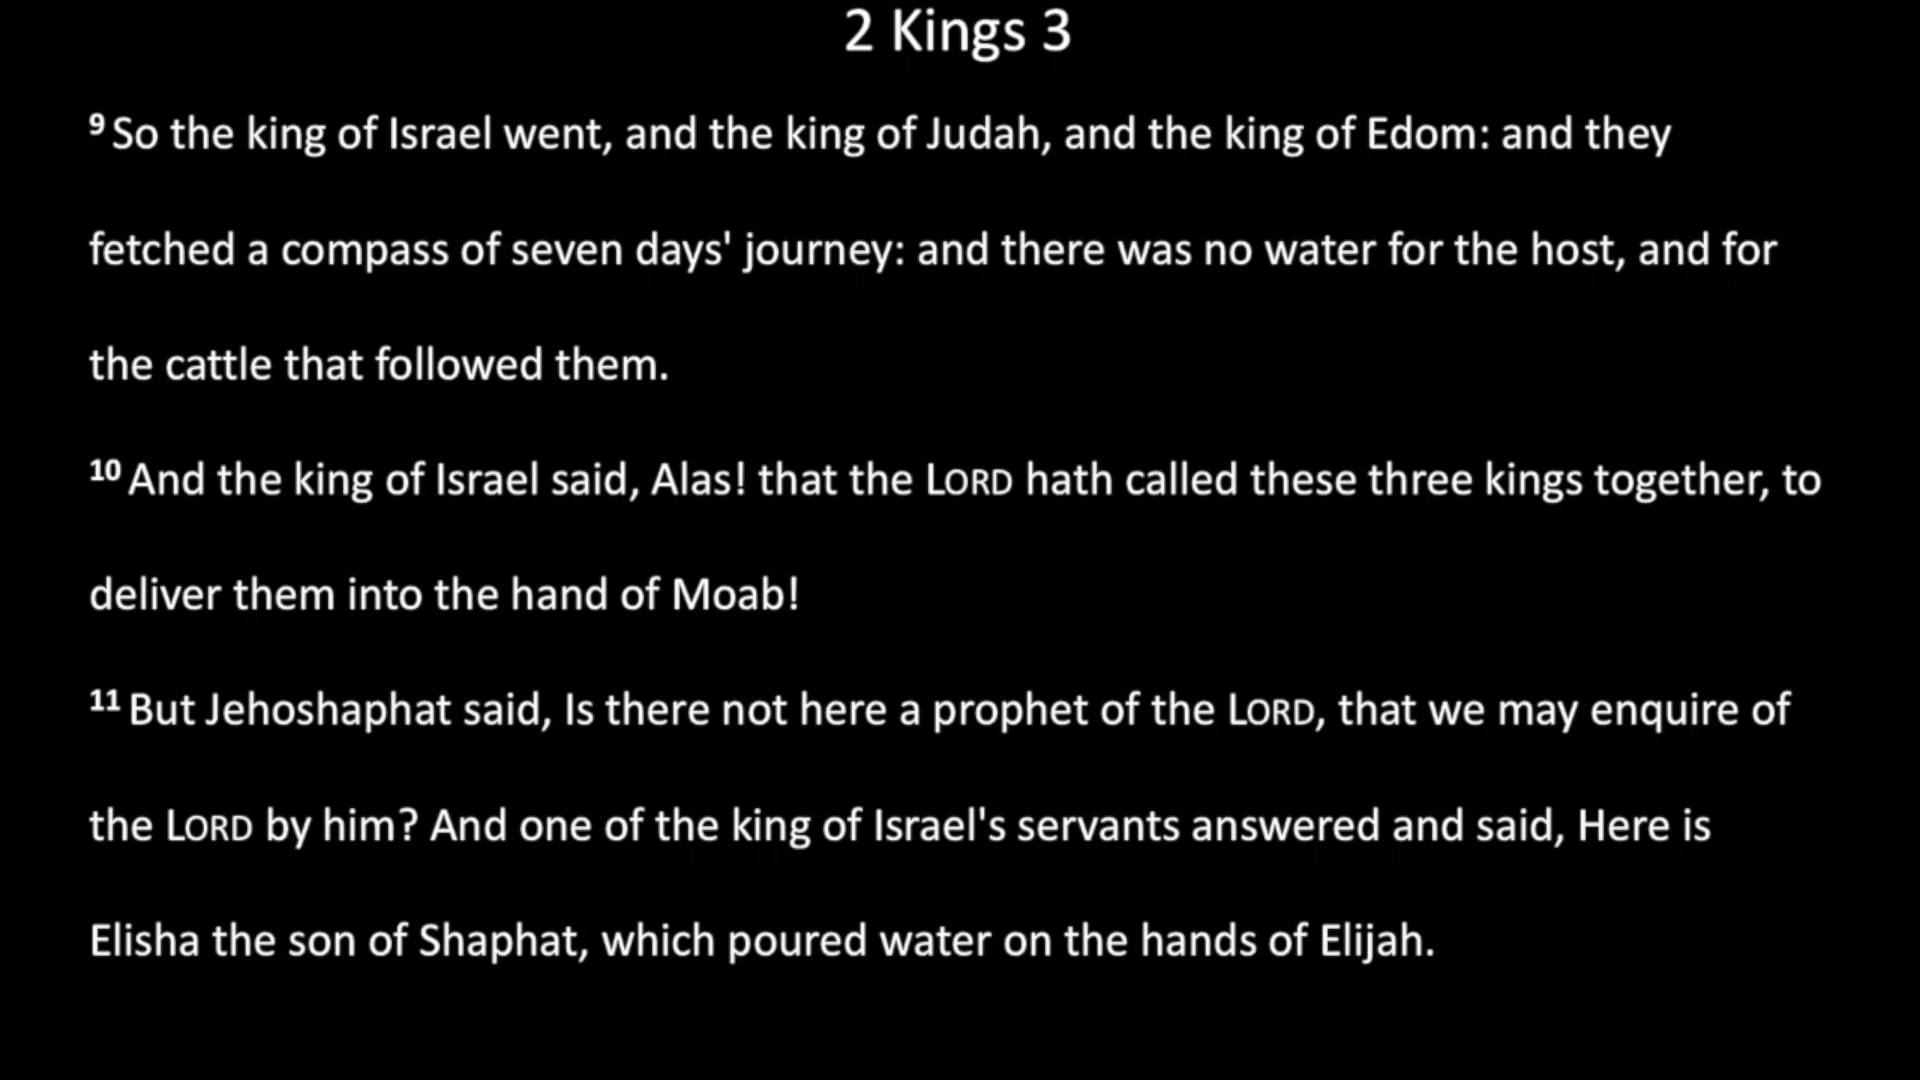 2 Kings 3
9 So the king of Israel went, and the king of Judah, and the king of Edom: and they
fetched a compass of seven days' journey: and there was no water for the host, and for
the cattle that followed them.
10 And the king of Israel said, Alas! that the LORD hath called these three kings together, to
deliver them into the hand of Moab!
11 But Jehoshaphat said, Is there not here a prophet of the LORD, that we may enquire of
the LORD by him? And one of the king of Israel's servants answered and said, Here is
Elisha the son of Shaphat, which poured water on the hands of Elijah.